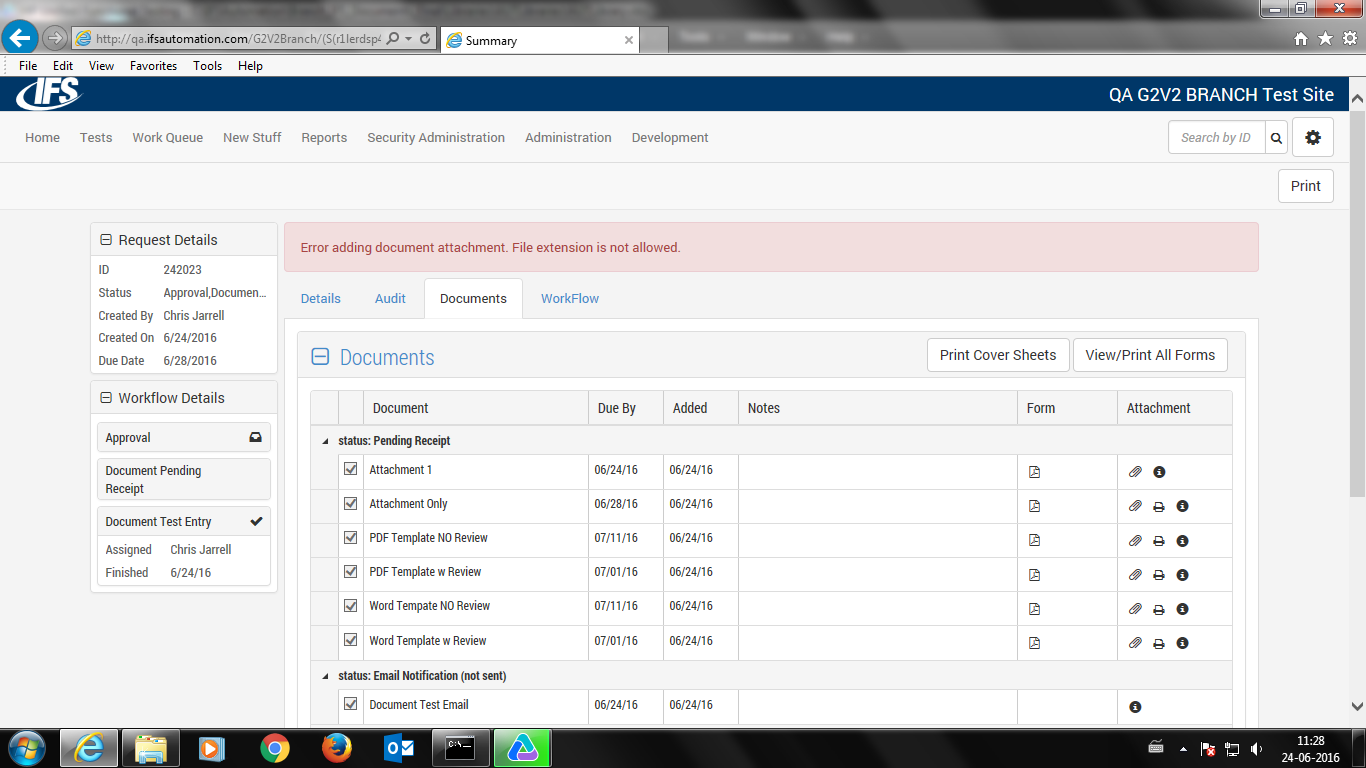 http://qa.ifsautomation.com/G2V2Branch/(S(r1lerdsp4
Summary
File Edit View Favorites Tools Help
IFS
QA G2V2 BRANCH Test Site
Home Tests Work Queue New Stuff Reports Security Administration Administration Development
Search by ID
Print
Request Details
ID 242023
Status Approval,Documen...
Created By Chris Jarrell
Created On 6/24/2016
Due Date 6/28/2016
Workflow Details
Approval
Document Pending
Receipt
Document Test Entry
Assigned Chris Jarrell
Finished 6/24/16
Error adding document attachment. File extension is not allowed.
Details Audit Documents WorkFlow
Documents
Print Cover Sheets View/Print All Forms
Document Due By Added Notes Form Attachment
status: Pending Receipt
Attachment 1 06/24/16 06/24/16
Attachment Only 06/28/16 06/24/16
PDF Template NO Review 07/11/16 06/24/16
PDF Template w Review 07/01/16 06/24/16
Word Tempate NO Review 07/11/16 06/24/16
Word Template w Review 07/01/16 06/24/16
status: Email Notification (not sent)
Document Test Email 06/24/16 06/24/16
11:28
24-06-2016